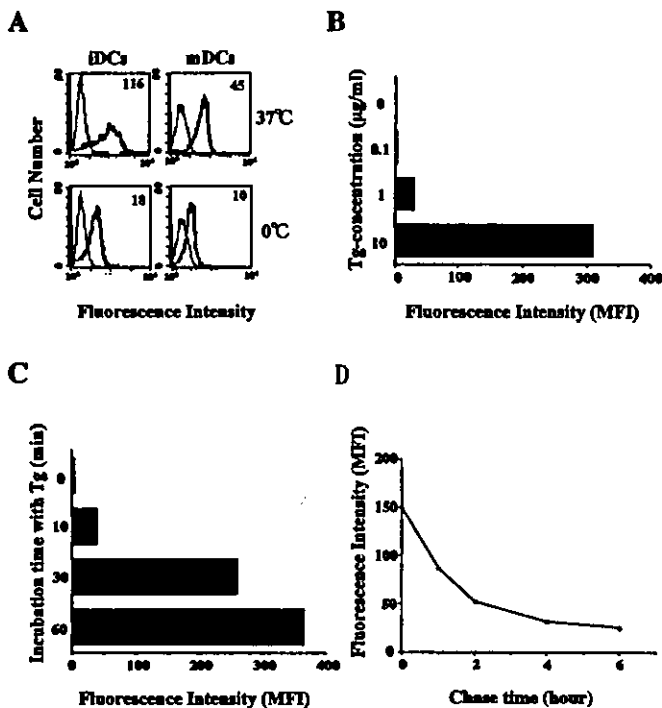 A
iDCs mDCs
116 45
37℃
18 10
0℃
Cell Number
Fluorescence Intensity
B
Tg-concentration (µg/ml)
0
0.1
1
10
0 100 200 300 400
Fluorescence Intensity (MFI)
C
Incubation time with Tg (min)
0
10
30
60
0 100 200 300 400
Fluorescence Intensity (MFI)
D
Fluorescence Intensity (MFI)
200
150
100
50
0
0 2 4 6
Chase time (hour)